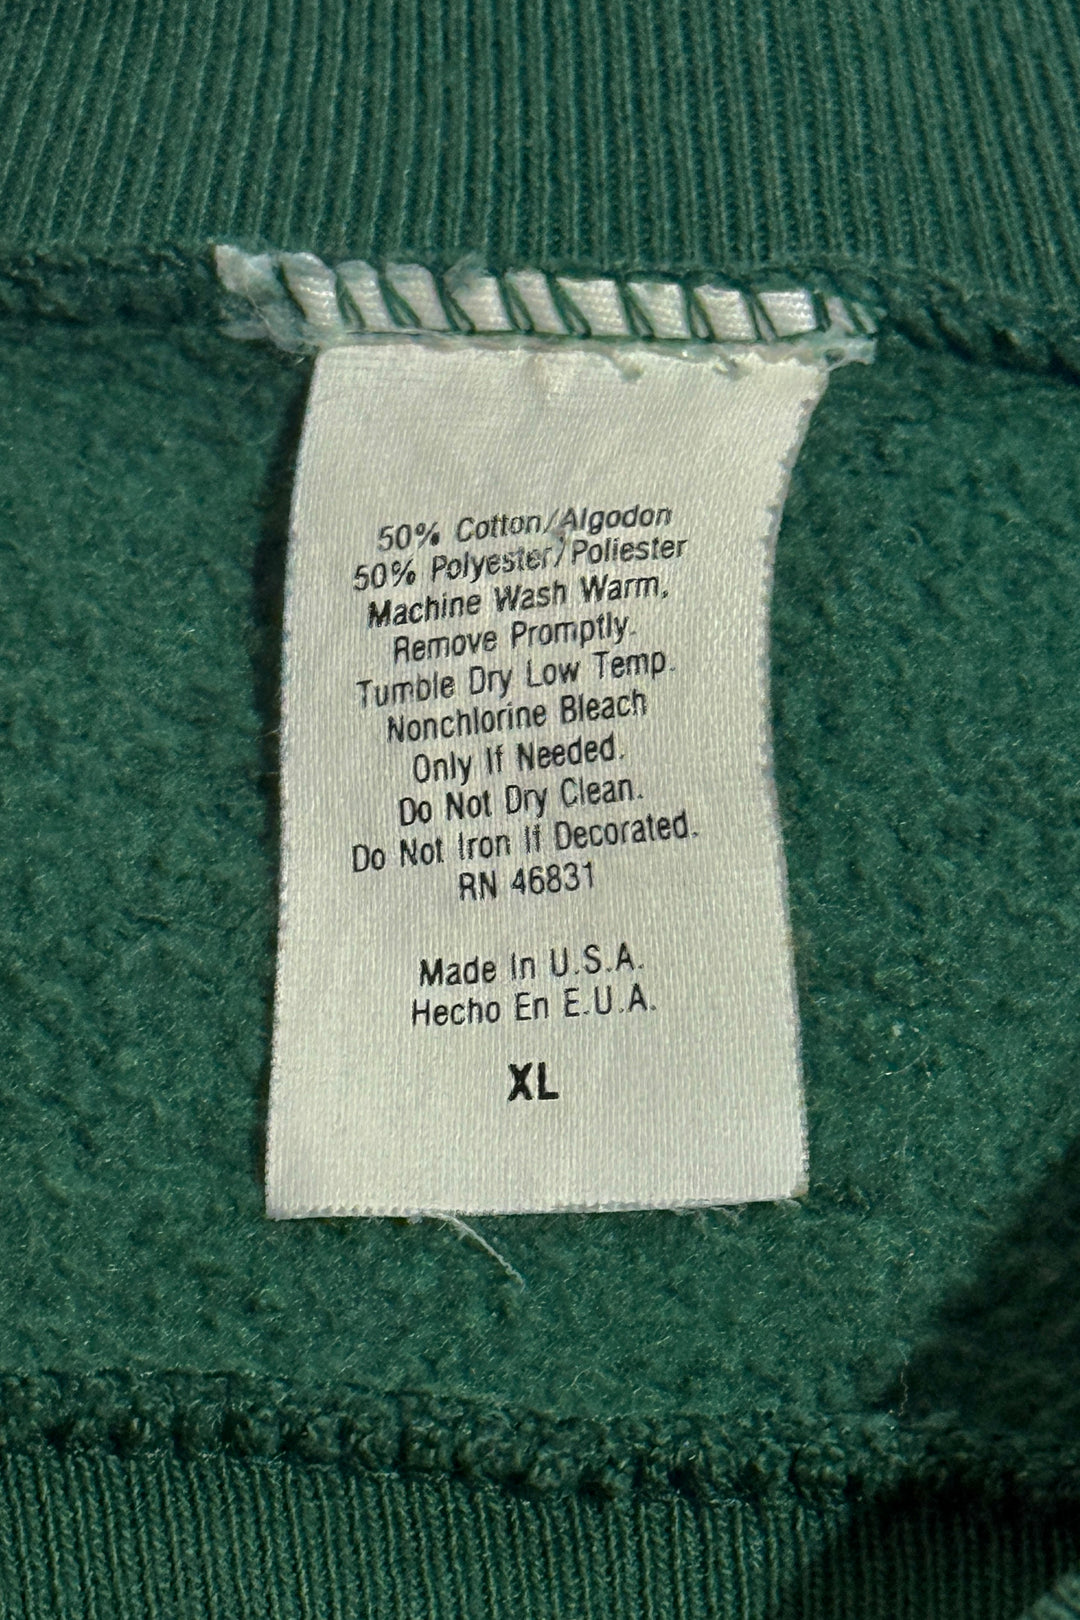 50% Cotton/Algodon
50% Polyester/Poliester
Machine Wash Warm,
Remove Promptly.
Tumble Dry Low Temp.
Nonchlorine Bleach
Only If Needed.
Do Not Dry Clean.
Do Not Iron If Decorated.
RN 46831
Made In U.S.A.
Hecho En E.U.A.
XL